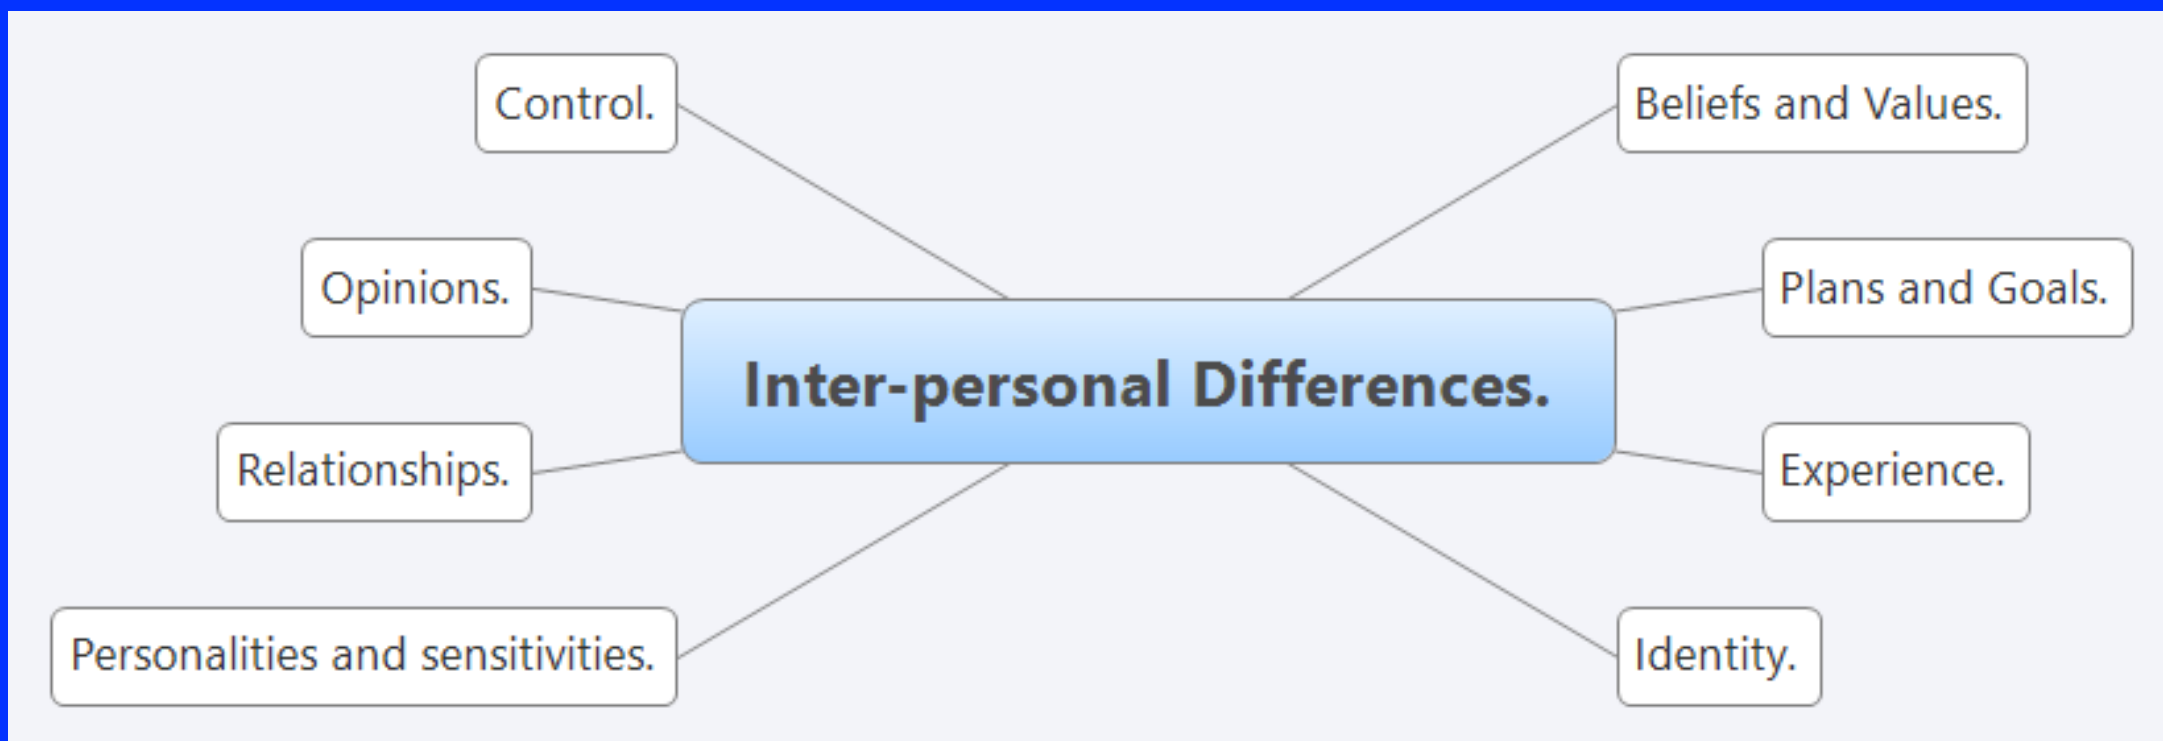 Control.
Beliefs and Values.
Opinions.
Plans and Goals.
Inter-personal Differences.
Relationships.
Experience.
Personalities and sensitivities.
Identity.